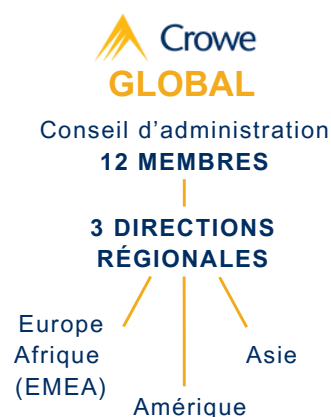 Crowe
GLOBAL
Conseil d’administration
12 MEMBRES
3 DIRECTIONS
RÉGIONALES
Europe
Afrique
(EMEA)
Amérique
Asie